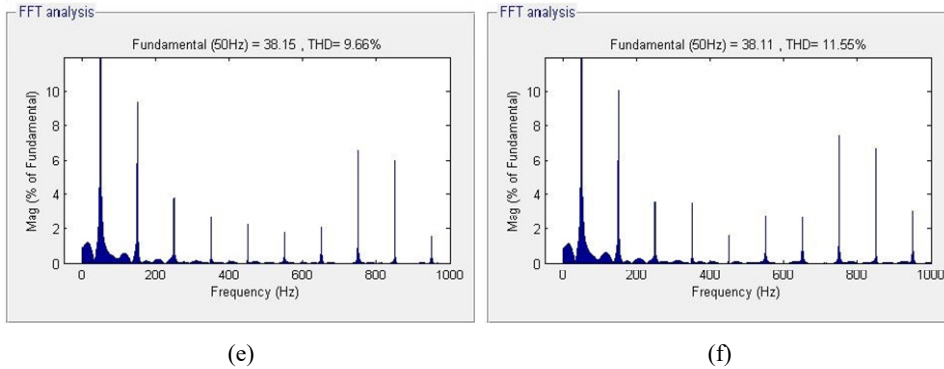 FFT analysis
Fundamental (50Hz) = 38.15 , THD= 9.66%
Mag (% of Fundamental)
10
8
6
4
2
0
0 200 400 600 800 1000
Frequency (Hz)
(e)
FFT analysis
Fundamental (50Hz) = 38.11 , THD= 11.55%
Mag (% of Fundamental)
10
8
6
4
2
0
0 200 400 600 800 1000
Frequency (Hz)
(f)